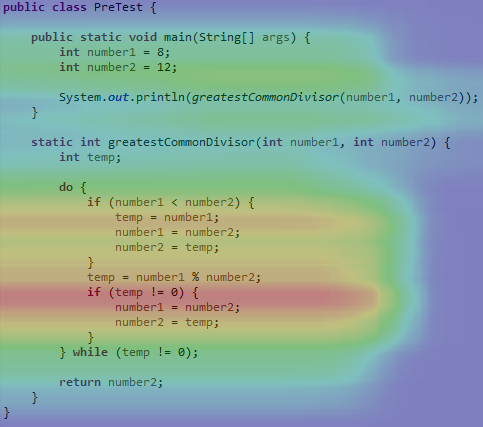 public class PreTest {
public static void main(String[] args) {
int number1 = 8;
int number2 = 12;
System.out.println(greatestCommonDivisor(number1, number2));
}
static int greatestCommonDivisor(int number1, int number2) {
int temp;
do {
if (number1 < number2) {
temp = number1;
number1 = number2;
number2 = temp;
}
temp = number1 % number2;
if (temp != 0) {
number1 = number2;
number2 = temp;
}
} while (temp != 0);
return number2;
}
}